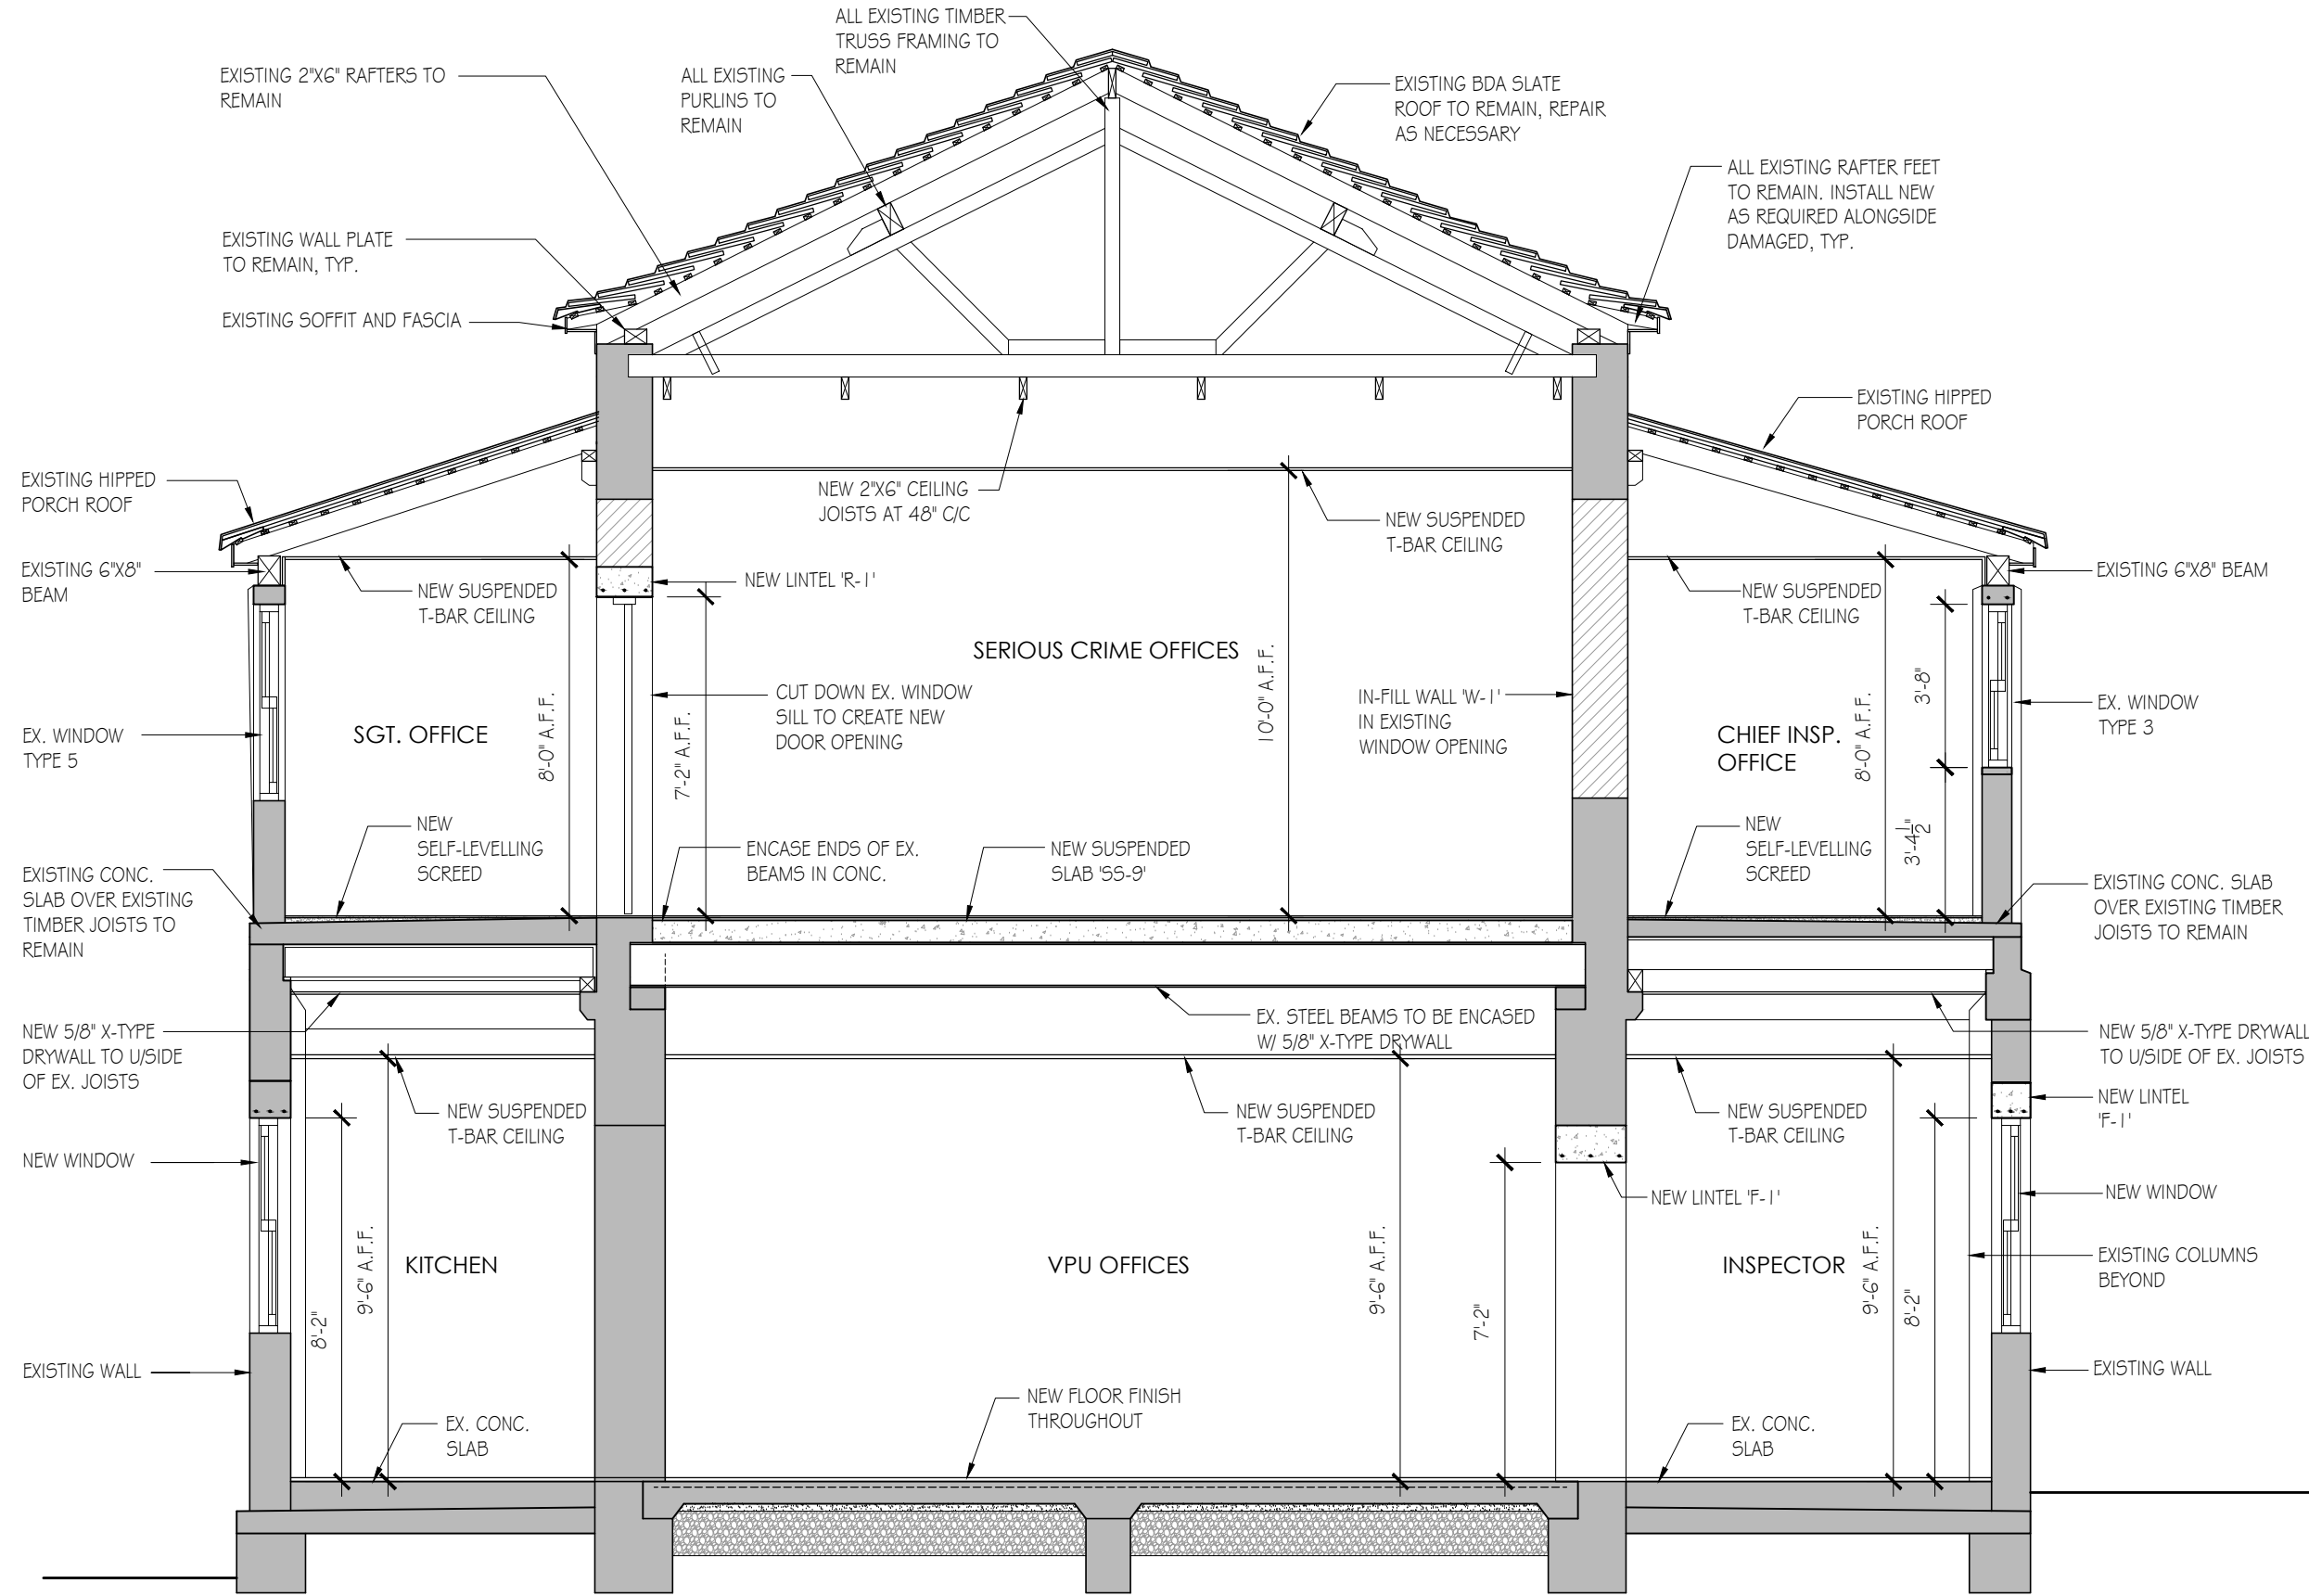 ALL EXISTING TIMBER
TRUSS FRAMING TO
REMAIN
EXISTING 2"X6" RAFTERS TO
REMAIN
ALL EXISTING
PURLINS TO
REMAIN
EXISTING BDA SLATE
ROOF TO REMAIN, REPAIR
AS NECESSARY
ALL EXISTING RAFTER FEET
TO REMAIN. INSTALL NEW
AS REQUIRED ALONGSIDE
DAMAGED, TYP.
EXISTING WALL PLATE
TO REMAIN, TYP.
EXISTING SOFFIT AND FASCIA
EXISTING HIPPED
PORCH ROOF
EXISTING HIPPED
PORCH ROOF
NEW 2"X6" CEILING
JOISTS AT 48" C/C
NEW SUSPENDED
T-BAR CEILING
EXISTING 6"X8"
BEAM
NEW SUSPENDED
T-BAR CEILING
NEW LINTEL 'R-1'
NEW SUSPENDED
T-BAR CEILING
EXISTING 6"X8" BEAM
SERIOUS CRIME OFFICES
SGT. OFFICE
8'-0" A.F.F.
7'-2" A.F.F.
CUT DOWN EX. WINDOW
SILL TO CREATE NEW
DOOR OPENING
10'-0" A.F.F.
IN-FILL WALL 'W-1'
IN EXISTING
WINDOW OPENING
CHIEF INSP.
OFFICE
8'-0" A.F.F.
3'-8"
3'-4 1/2"
EX. WINDOW
TYPE 3
EX. WINDOW
TYPE 5
NEW
SELF-LEVELLING
SCREED
ENCASE ENDS OF EX.
BEAMS IN CONC.
NEW SUSPENDED
SLAB 'SS-9'
NEW
SELF-LEVELLING
SCREED
EXISTING CONC.
SLAB OVER EXISTING
TIMBER JOISTS TO
REMAIN
EXISTING CONC. SLAB
OVER EXISTING TIMBER
JOISTS TO REMAIN
NEW 5/8" X-TYPE
DRYWALL TO U/SIDE
OF EX. JOISTS
EX. STEEL BEAMS TO BE ENCASED
W/ 5/8" X-TYPE DRYWALL
NEW 5/8" X-TYPE DRYWALL
TO U/SIDE OF EX. JOISTS
NEW SUSPENDED
T-BAR CEILING
NEW SUSPENDED
T-BAR CEILING
NEW SUSPENDED
T-BAR CEILING
NEW LINTEL
'F-1'
NEW WINDOW
NEW LINTEL 'F-1'
NEW WINDOW
KITCHEN
8'-2"
9'-6" A.F.F.
VPU OFFICES
9'-6" A.F.F.
7'-2"
INSPECTOR
9'-6" A.F.F.
8'-2"
EXISTING COLUMNS
BEYOND
EXISTING WALL
EXISTING WALL
NEW FLOOR FINISH
THROUGHOUT
EX. CONC.
SLAB
EX. CONC.
SLAB